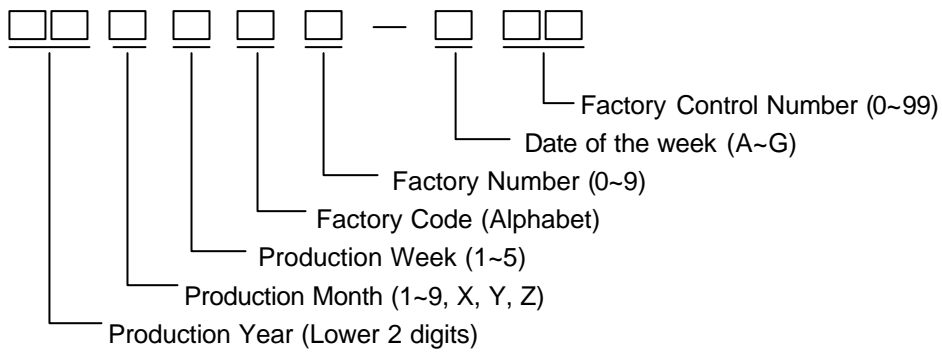 Factory Control Number (0~99)
Date of the week (A~G)
Factory Number (0~9)
Factory Code (Alphabet)
Production Week (1~5)
Production Month (1~9, X, Y, Z)
Production Year (Lower 2 digits)